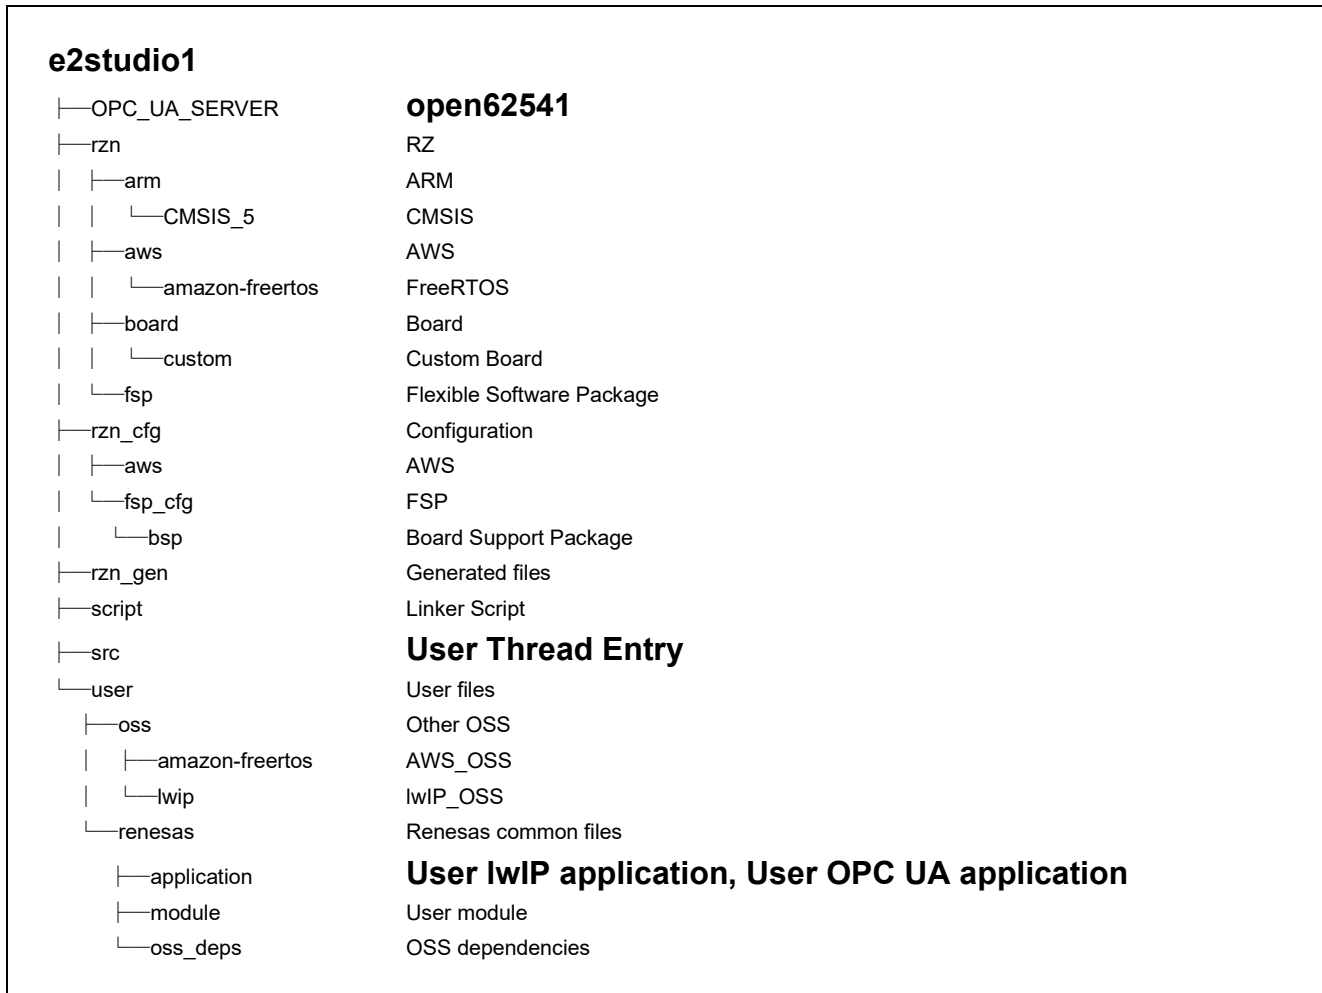 e2studio1
├──OPC_UA_SERVER open62541
├──rzn RZ
│ ├──arm ARM
│ │ └──CMSIS_5 CMSIS
│ ├──aws AWS
│ │ └──amazon-freertos FreeRTOS
│ ├──board Board
│ │ └──custom Custom Board
│ └──fsp Flexible Software Package
├──rzn_cfg Configuration
│ ├──aws AWS
│ └──fsp_cfg FSP
│ └──bsp Board Support Package
├──rzn_gen Generated files
├──script Linker Script
├──src User Thread Entry
└──user User files
├──oss Other OSS
│ ├──amazon-freertos AWS_OSS
│ └──lwip lwIP_OSS
└──renesas Renesas common files
├──application User lwIP application, User OPC UA application
├──module User module
└──oss_deps OSS dependencies